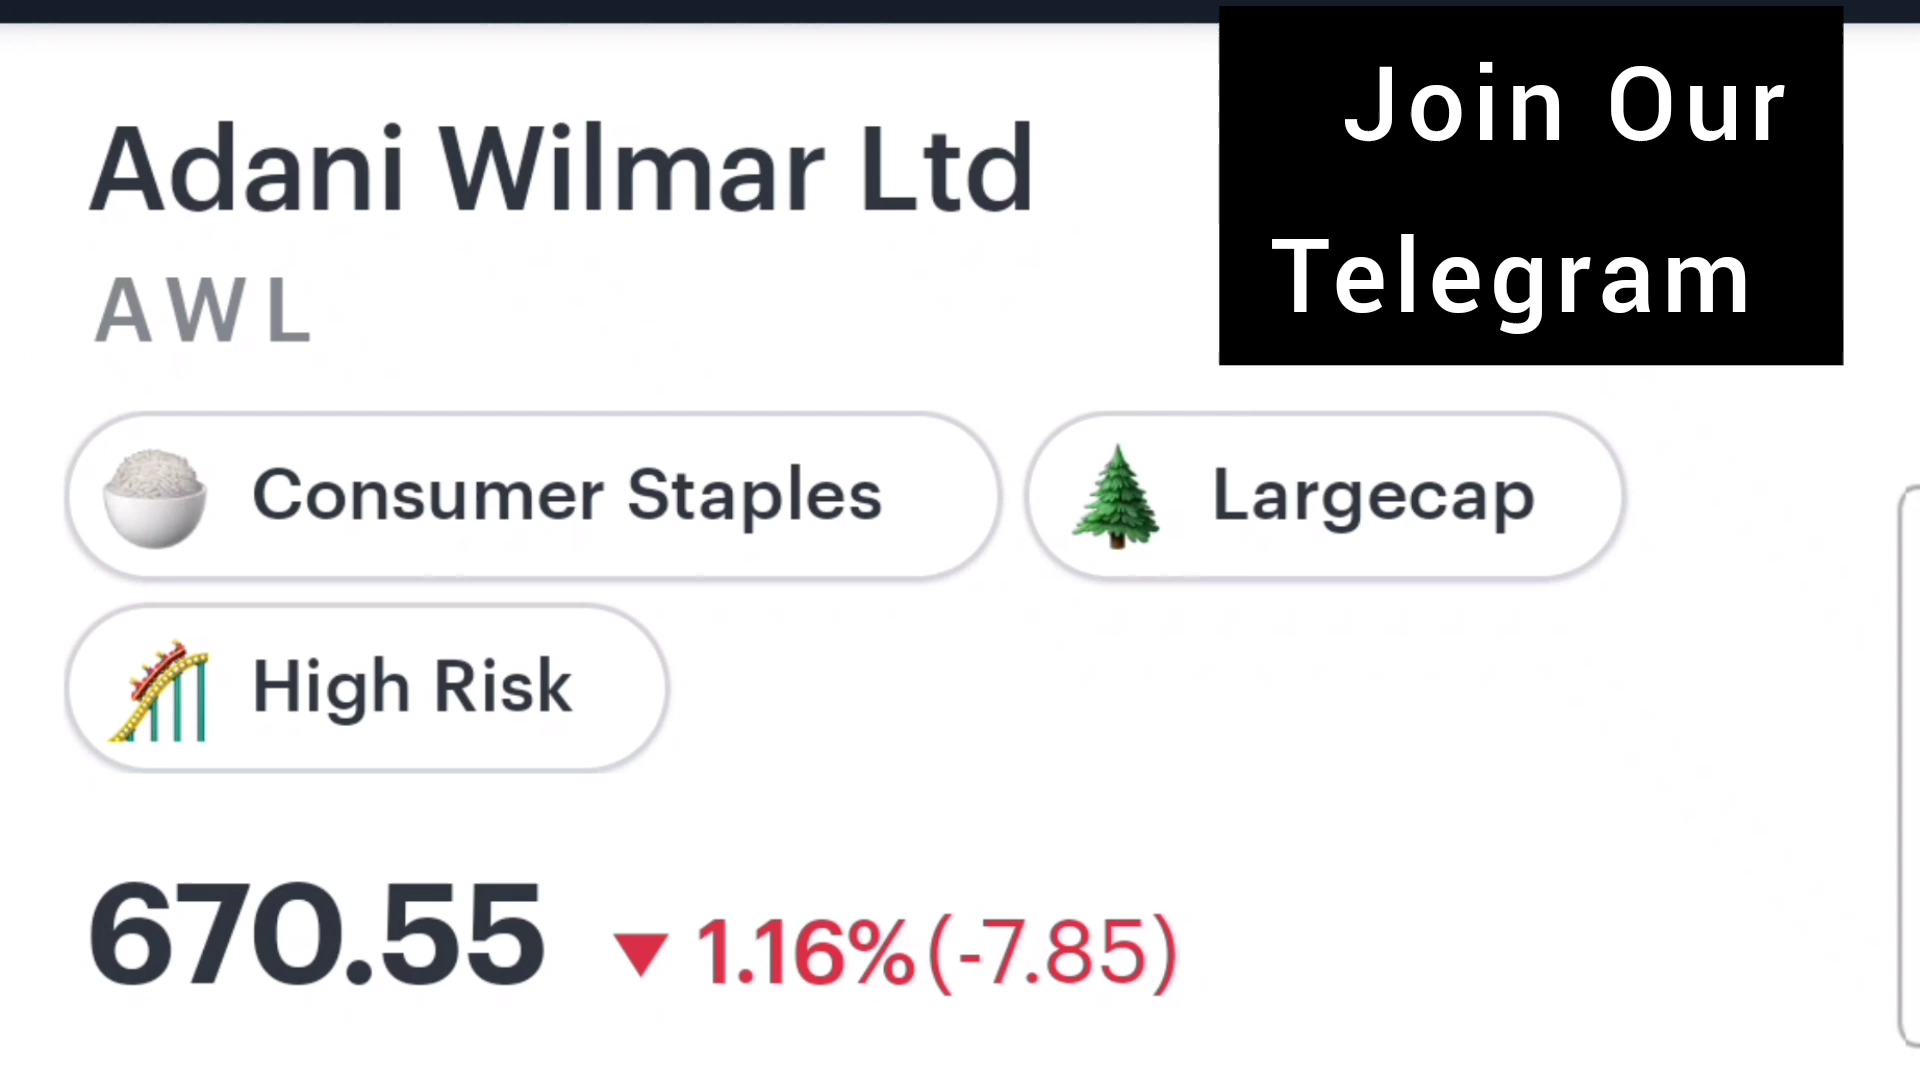 Join Our
Telegram
Adani Wilmar Ltd
AWL
Consumer Staples
Largecap
High Risk
670.55 ▼ 1.16% (-7.85)